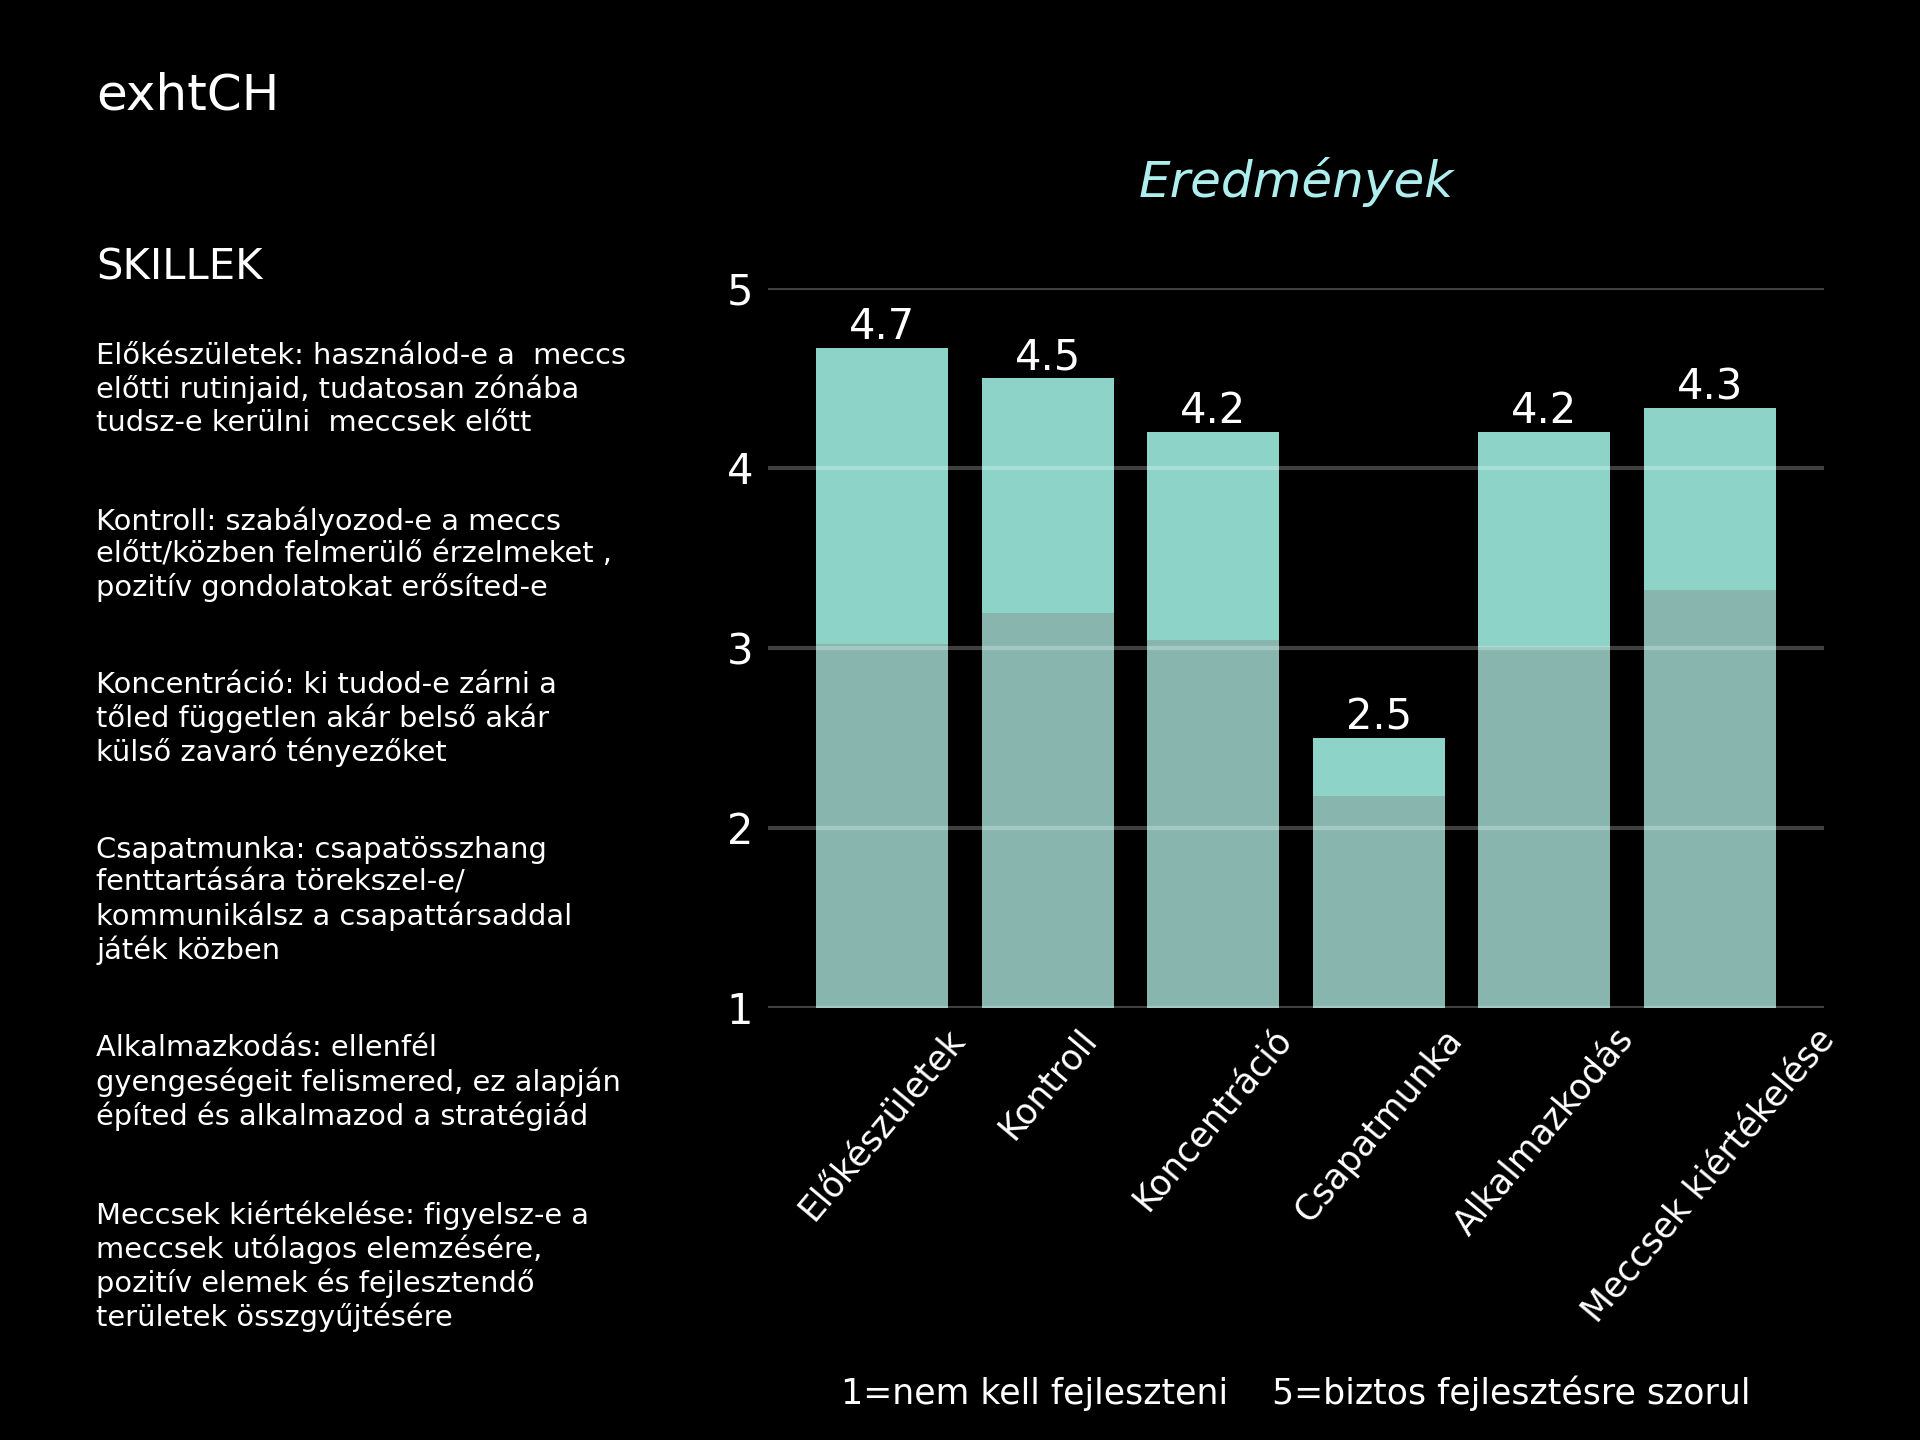 exhtCH
SKILLEK
Előkészületek: használod-e a  meccs
előtti rutinjaid, tudatosan zónába
tudsz-e kerülni  meccsek előtt
Kontroll: szabályozod-e a meccs
előtt/közben felmerülő érzelmeket ,
pozitív gondolatokat erősíted-e
Koncentráció: ki tudod-e zárni a
tőled független akár belső akár
külső zavaró tényezőket
Csapatmunka: csapatösszhang
fenttartására törekszel-e/
kommunikálsz a csapattársaddal
játék közben
Alkalmazkodás: ellenfél
gyengeségeit felismered, ez alapján
építed és alkalmazod a stratégiád
Meccsek kiértékelése: figyelsz-e a
meccsek utólagos elemzésére,
pozitív elemek és fejlesztendő
területek összgyűjtésére
Eredmények
5
4
3
2
1
4.7
4.5
4.2
2.5
4.2
4.3
Előkészületek
Kontroll
Koncentráció
Csapatmunka
Alkalmazkodás
Meccsek kiértékelése
1=nem kell fejleszteni    5=biztos fejlesztésre szorul